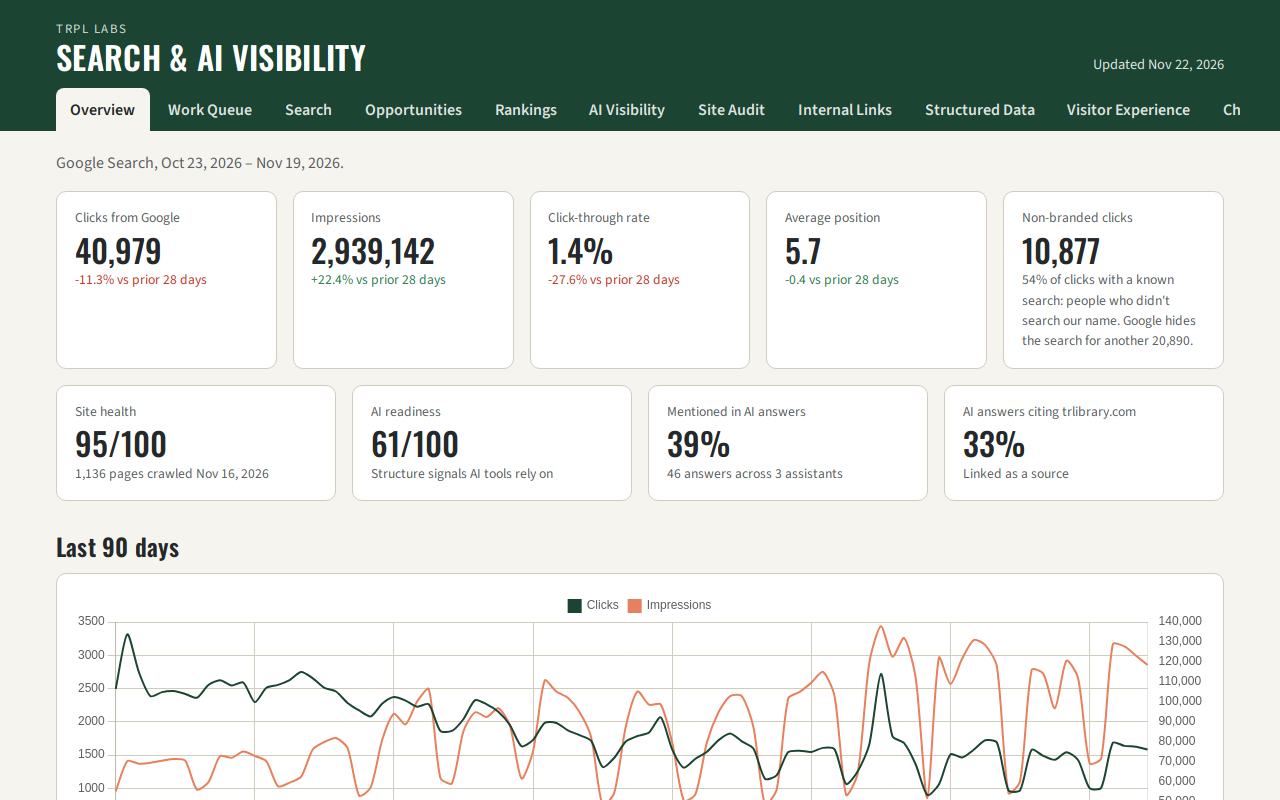 TRPL LABS
SEARCH & AI VISIBILITY
Updated Nov 22, 2026
Overview
Work Queue
Search
Opportunities
Rankings
AI Visibility
Site Audit
Internal Links
Structured Data
Visitor Experience
Ch
Google Search, Oct 23, 2026 – Nov 19, 2026.
Clicks from Google
40,979
-11.3% vs prior 28 days
Impressions
2,939,142
+22.4% vs prior 28 days
Click-through rate
1.4%
-27.6% vs prior 28 days
Average position
5.7
-0.4 vs prior 28 days
Non-branded clicks
10,877
54% of clicks with a known
search: people who didn't
search our name. Google hides
the search for another 20,890.
Site health
95/100
1,136 pages crawled Nov 16, 2026
AI readiness
61/100
Structure signals AI tools rely on
Mentioned in AI answers
39%
46 answers across 3 assistants
AI answers citing trlibrary.com
33%
Linked as a source
Last 90 days
Clicks
Impressions
3500
3000
2500
2000
1500
1000
140,000
130,000
120,000
110,000
100,000
90,000
80,000
70,000
60,000
50,000